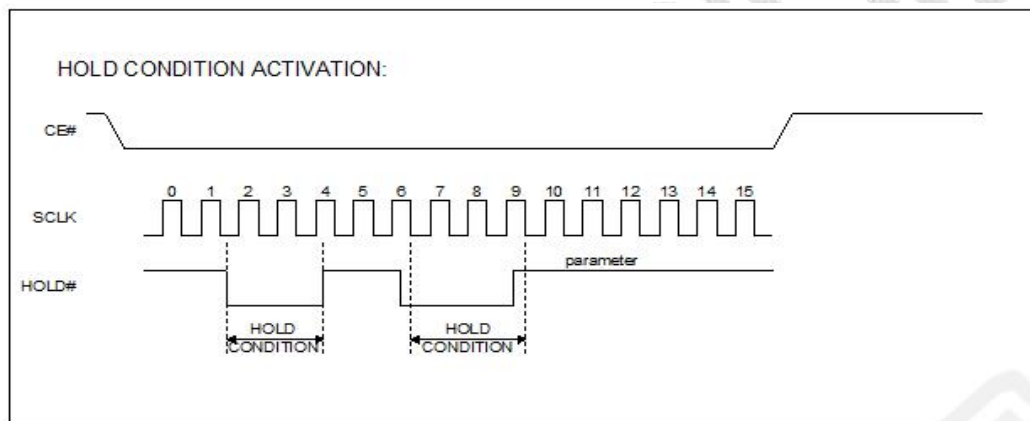 HOLD CONDITION ACTIVATION:
CE#
0 1 2 3 4 5 6 7 8 9 10 11 12 13 14 15
SCLK
parameter
HOLD#
HOLD CONDITION
HOLD CONDITION